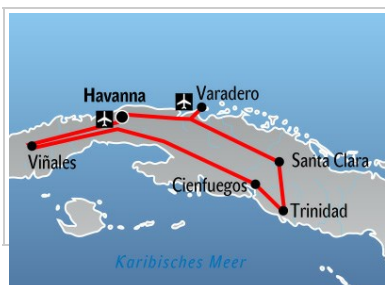 Varadero
Havanna
Viñales
Santa Clara
Cienfuegos
Trinidad
Karibisches Meer